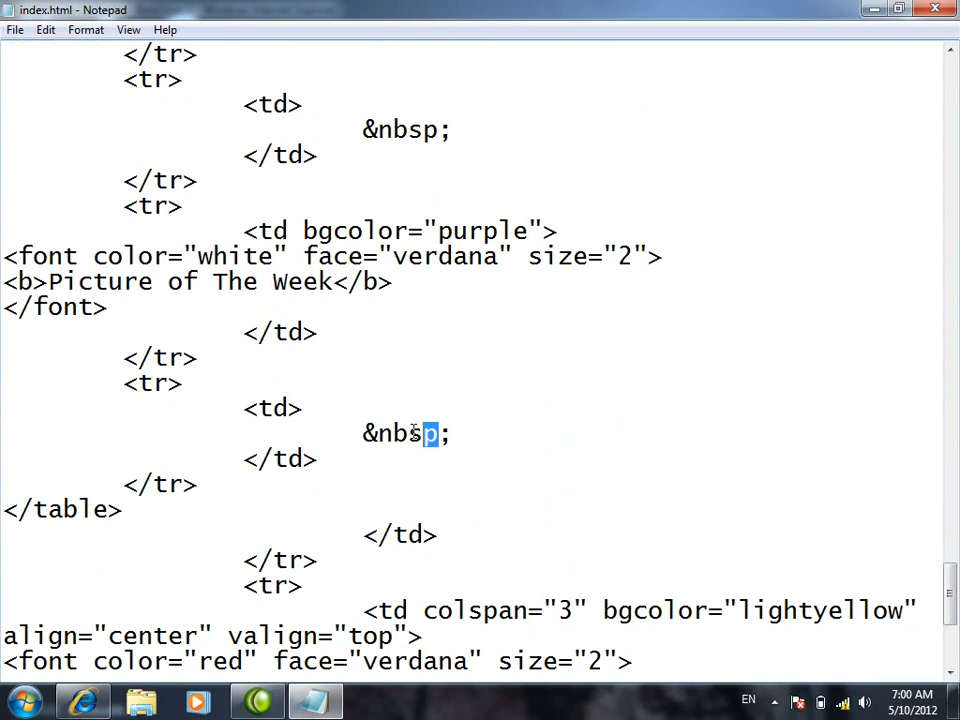 index.html - Notepad
File Edit Format View Help
</tr>
<tr>
<td>
&nbsp;
</td>
</tr>
<tr>
<td bgcolor="purple">
<font color="white" face="verdana" size="2">
<b>Picture of The Week</b>
</font>
</td>
</tr>
<tr>
<td>
&nbsp;
</td>
</tr>
</table>
</td>
</tr>
<tr>
<td colspan="3" bgcolor="lightyellow"
align="center" valign="top">
<font color="red" face="verdana" size="2">
EN
7:00 AM
5/10/2012